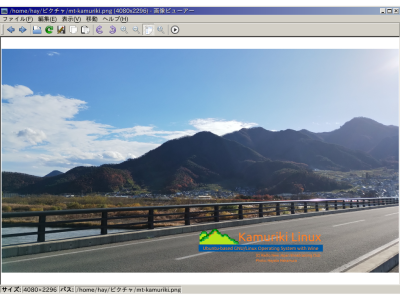 /home/hay/ピクチャ/mt-kamuriki.png [4080x2296] - 画像ビューアー
ファイル(F) 編集(E) 表示(V) 移動 ヘルプ(H)
Kamuriki Linux
Ubuntu-based GNU/Linux Operating System with Wine
サイズ: 4080×2296 パス: /home/hay/ピクチャ/mt-kamuriki.png